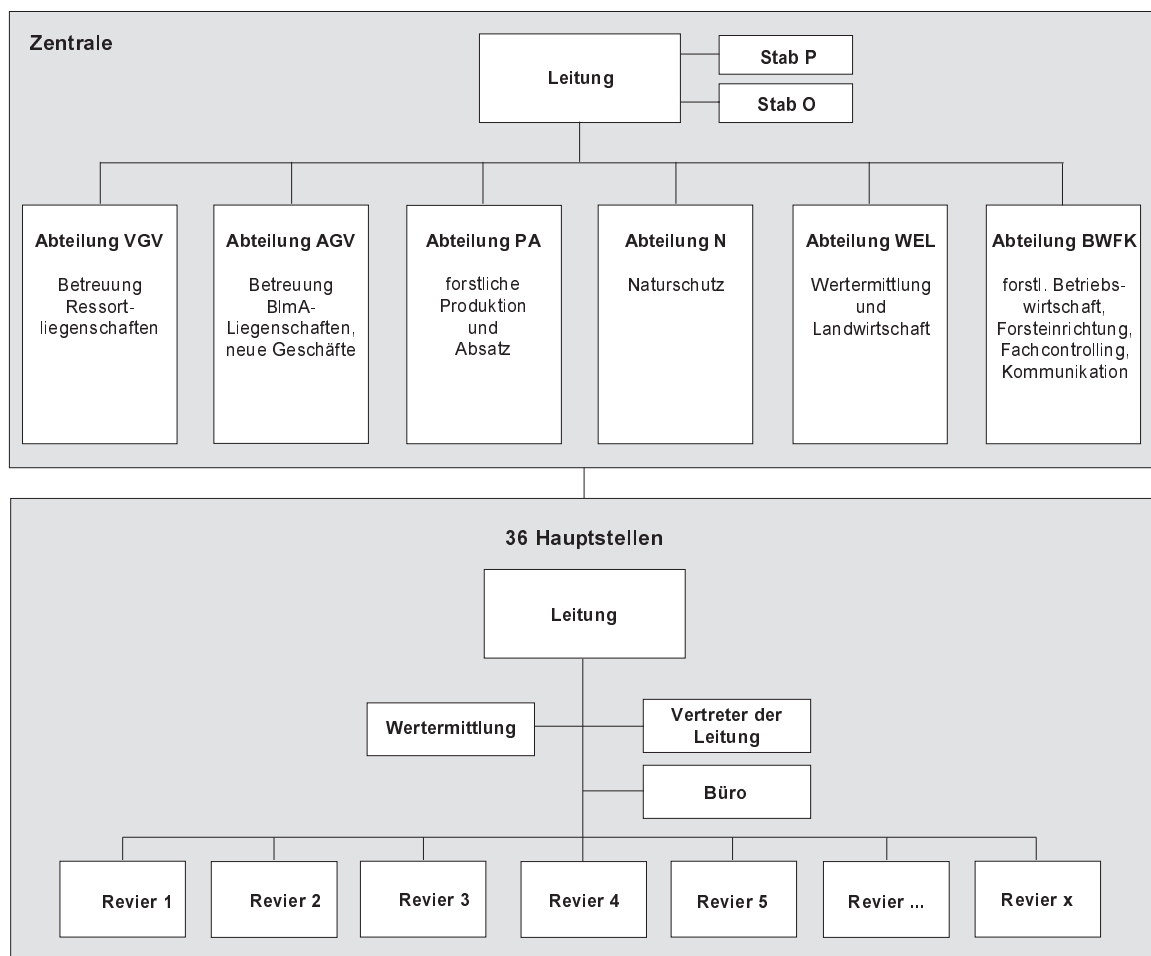 Zentrale
Leitung
Stab P
Stab O
Abteilung VGV
Betreuung
Ressort-
liegenschaften
Abteilung AGV
Betreuung
BImA-
Liegenschaften,
neue Geschäfte
Abteilung PA
forstliche
Produktion
und
Absatz
Abteilung N
Naturschutz
Abteilung WEL
Wertermittlung
und
Landwirtschaft
Abteilung BWFK
forstl. Betriebs-
wirtschaft,
Forsteinrichtung,
Fachcontrolling,
Kommunikation
36 Hauptstellen
Leitung
Wertermittlung
Vertreter der
Leitung
Büro
Revier 1
Revier 2
Revier 3
Revier 4
Revier 5
Revier ...
Revier x